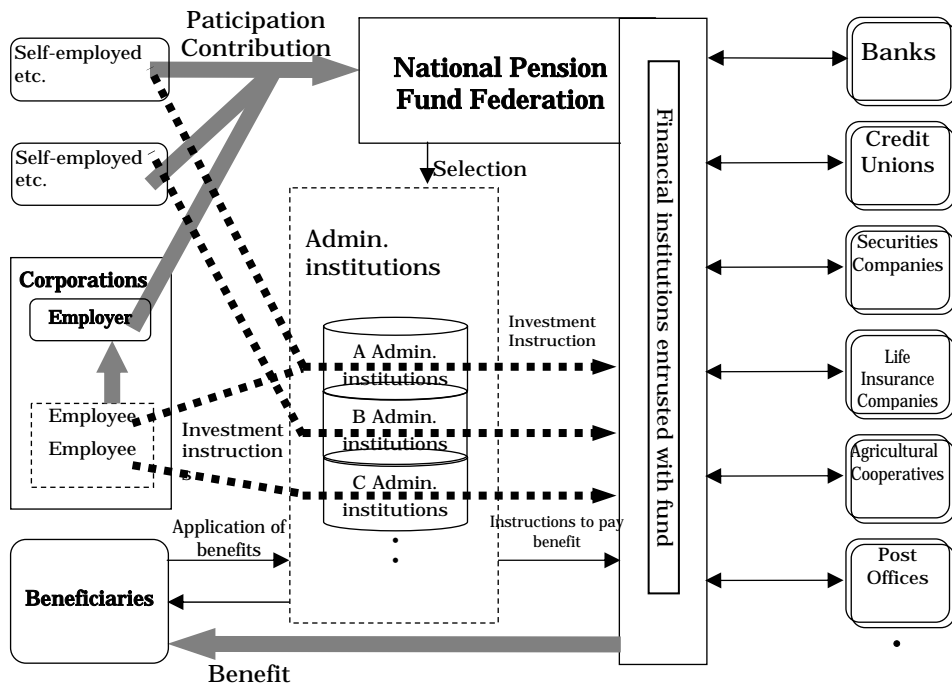 Paticipation
Contribution
Self-employed
etc.
National Pension
Fund Federation
Banks
Self-employed
etc.
Selection
Credit
Unions
Admin.
institutions
Securities
Companies
Corporations
Employer
Investment
Instruction
A Admin.
institutions
Life
Insurance
Companies
Employee
Employee
Investment
instruction
s
B Admin.
institutions
Agricultural
Cooperatives
C Admin.
institutions
Financial institutions entrusted with fund
Application of
benefits
Instructions to pay
benefit
Beneficiaries
Post
Offices
Benefit